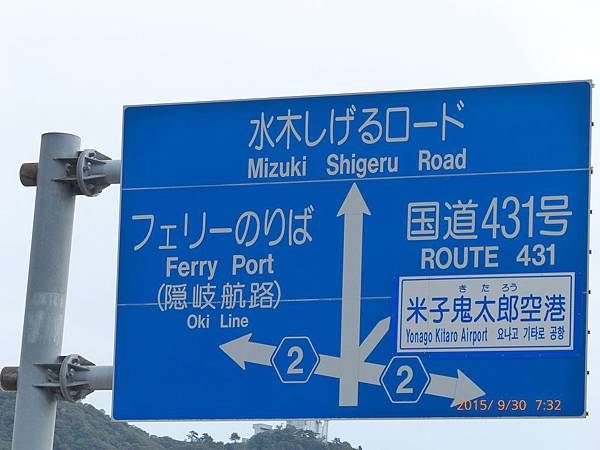 水木しげるロード
Mizuki Shigeru Road
フェリーのりば
Ferry Port
(隠岐航路)
Oki Line
国道431号
ROUTE 431
きたろう
米子鬼太郎空港
Yonago Kitaro Airport 요나고 기타로 공항
2
2
2015/ 9/30 7:32